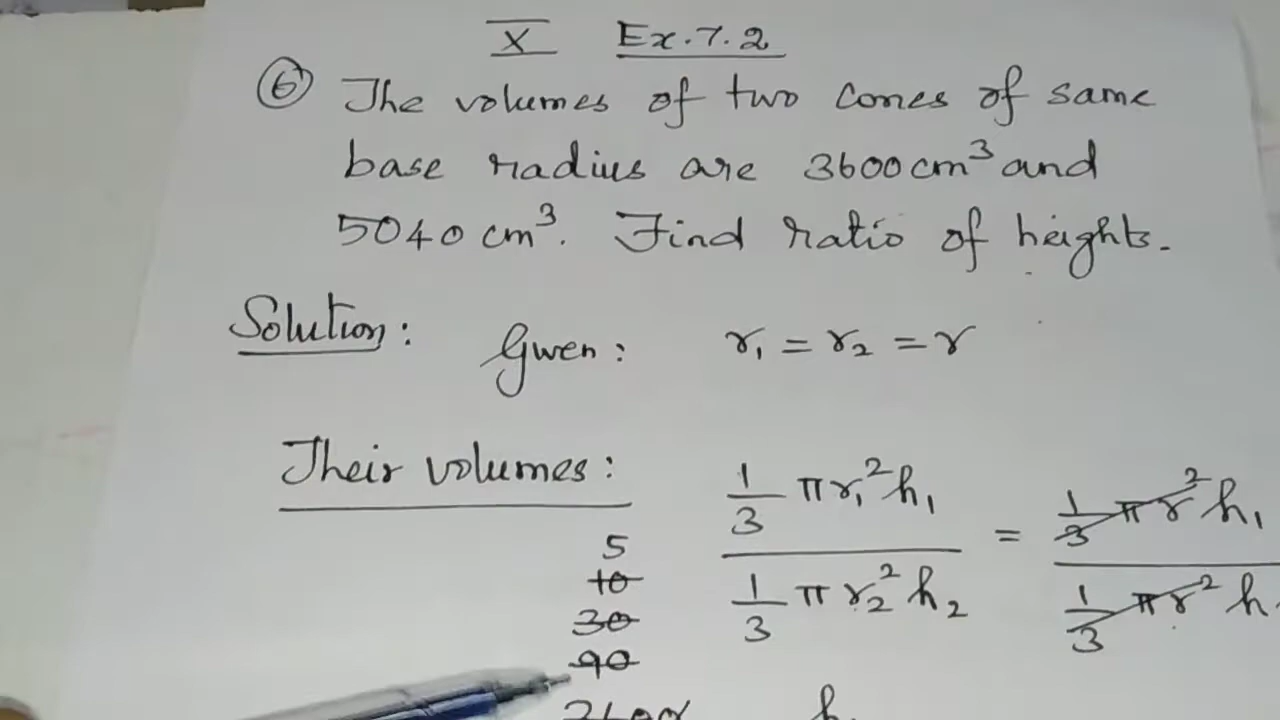 X Ex.7.2
6 The volumes of two cones of same
base radius are 3600 cm³ and
5040 cm³. Find ratio of heights.
Solution: Given: r₁ = r₂ = r
Their volumes:
1/3 πr₁²h₁ / 1/3 πr₂²h₂ = 1/3 πr²h₁ / 1/3 πr²h
5
10
30
90